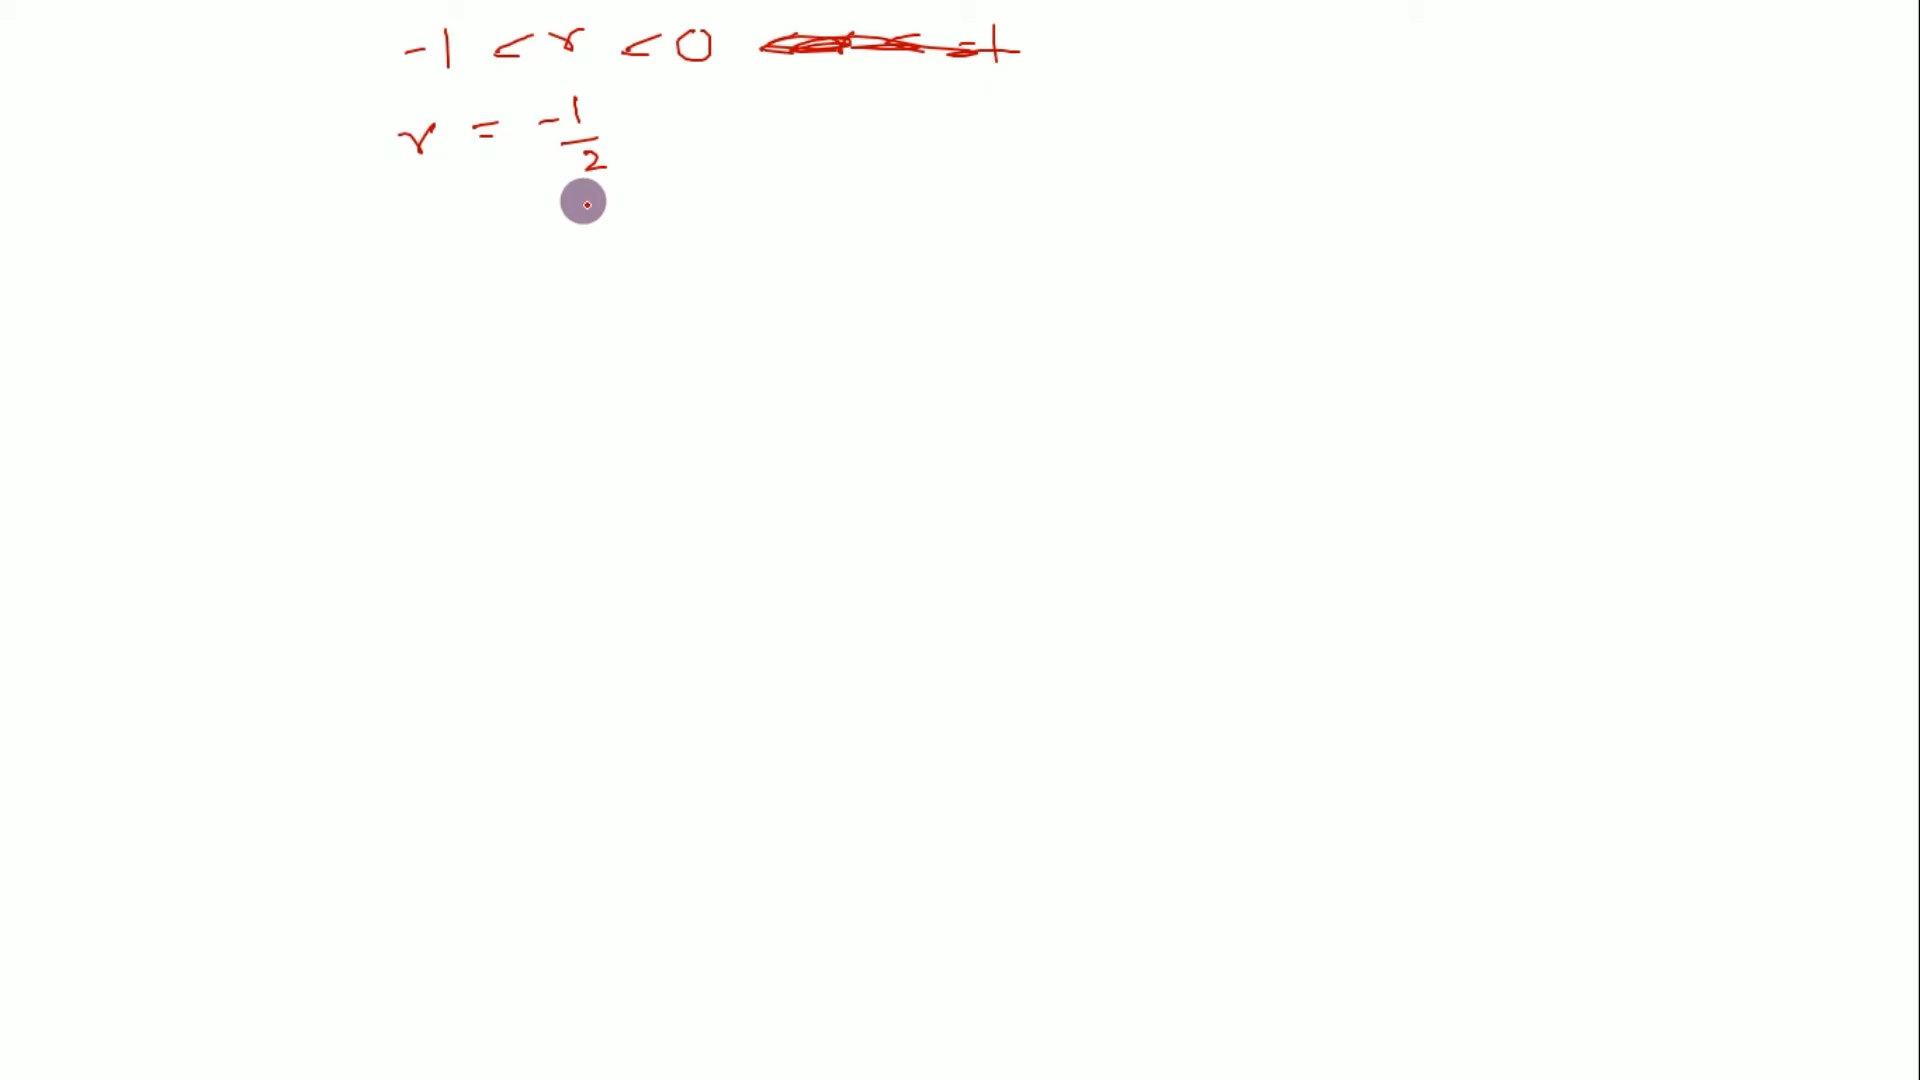 -1 < r < 0
r = -1/2